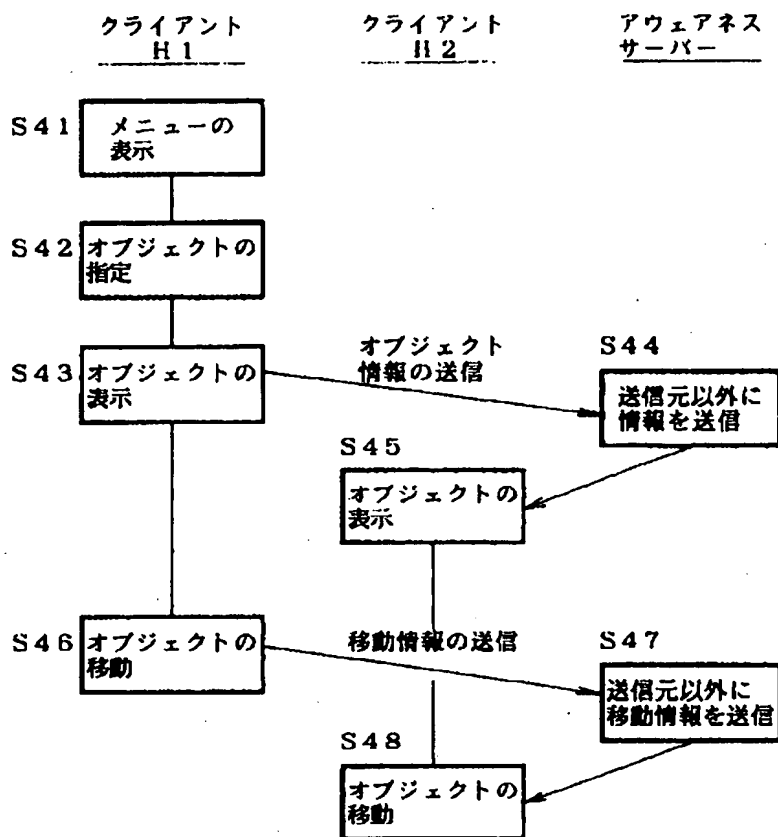 クライアント
H1
クライアント
H2
アウェアネス
サーバー
S41
メニューの
表示
S42
オブジェクトの
指定
S43
オブジェクトの
表示
オブジェクト
情報の送信
S44
送信元以外に
情報を送信
S45
オブジェクトの
表示
S46
オブジェクトの
移動
移動情報の送信
S47
送信元以外に
移動情報を送信
S48
オブジェクトの
移動